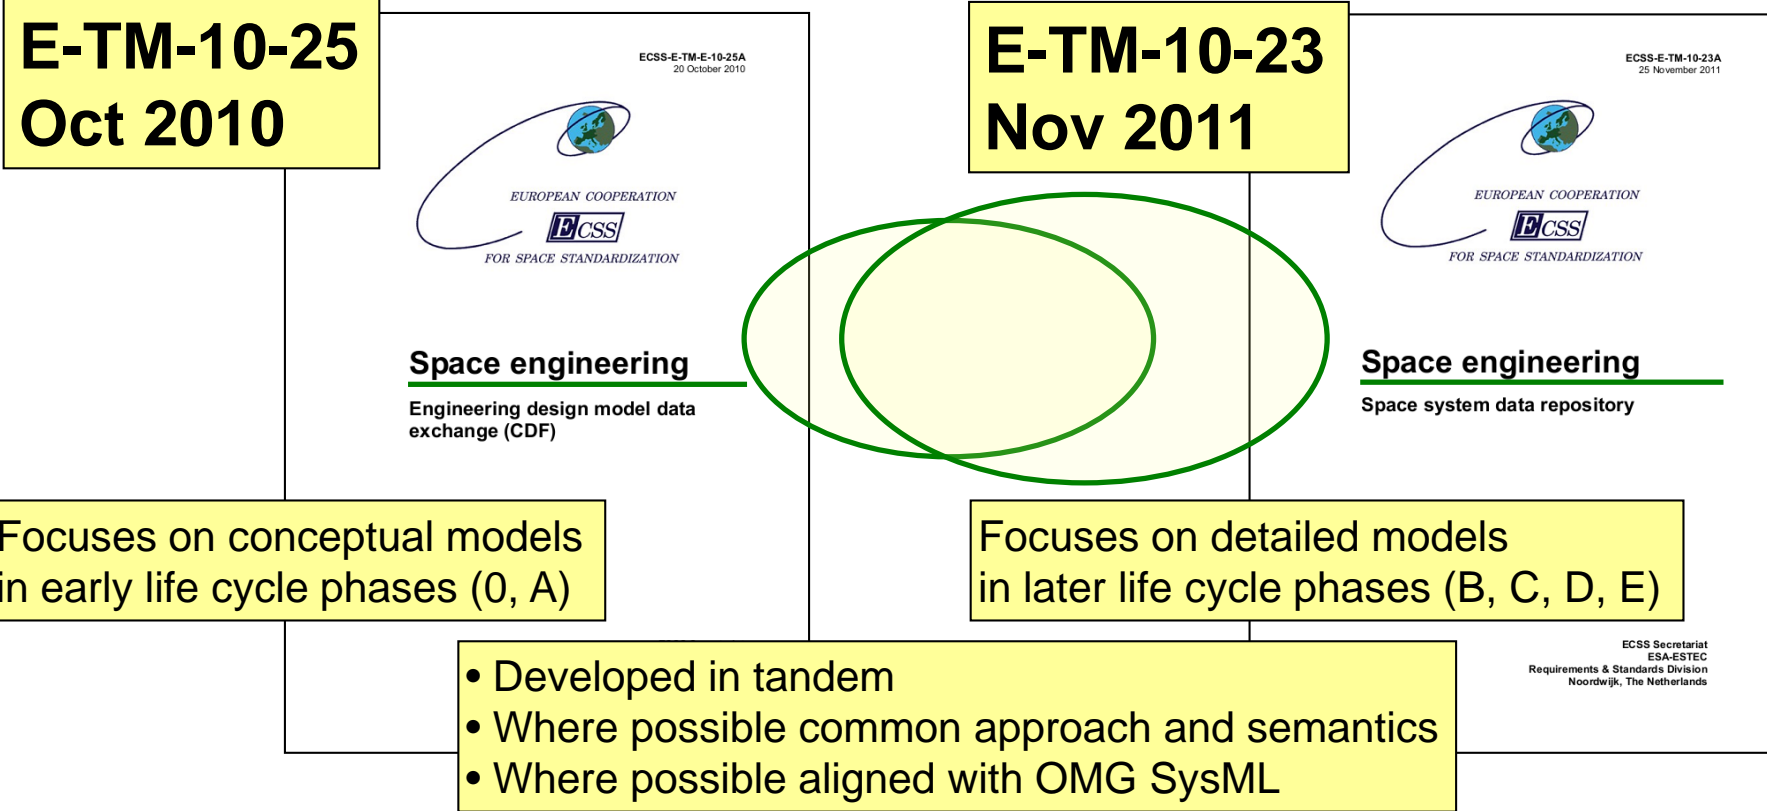 E-TM-10-25
Oct 2010
ECSS-E-TM-E-10-25A
20 October 2010
EUROPEAN COOPERATION
ECSS
FOR SPACE STANDARDIZATION
Space engineering
Engineering design model data
exchange (CDF)
Focuses on conceptual models
in early life cycle phases (0, A)
E-TM-10-23
Nov 2011
ECSS-E-TM-10-23A
25 November 2011
EUROPEAN COOPERATION
ECSS
FOR SPACE STANDARDIZATION
Space engineering
Space system data repository
Focuses on detailed models
in later life cycle phases (B, C, D, E)
ECSS Secretariat
ESA-ESTEC
Requirements & Standards Division
Noordwijk, The Netherlands
• Developed in tandem
• Where possible common approach and semantics
• Where possible aligned with OMG SysML